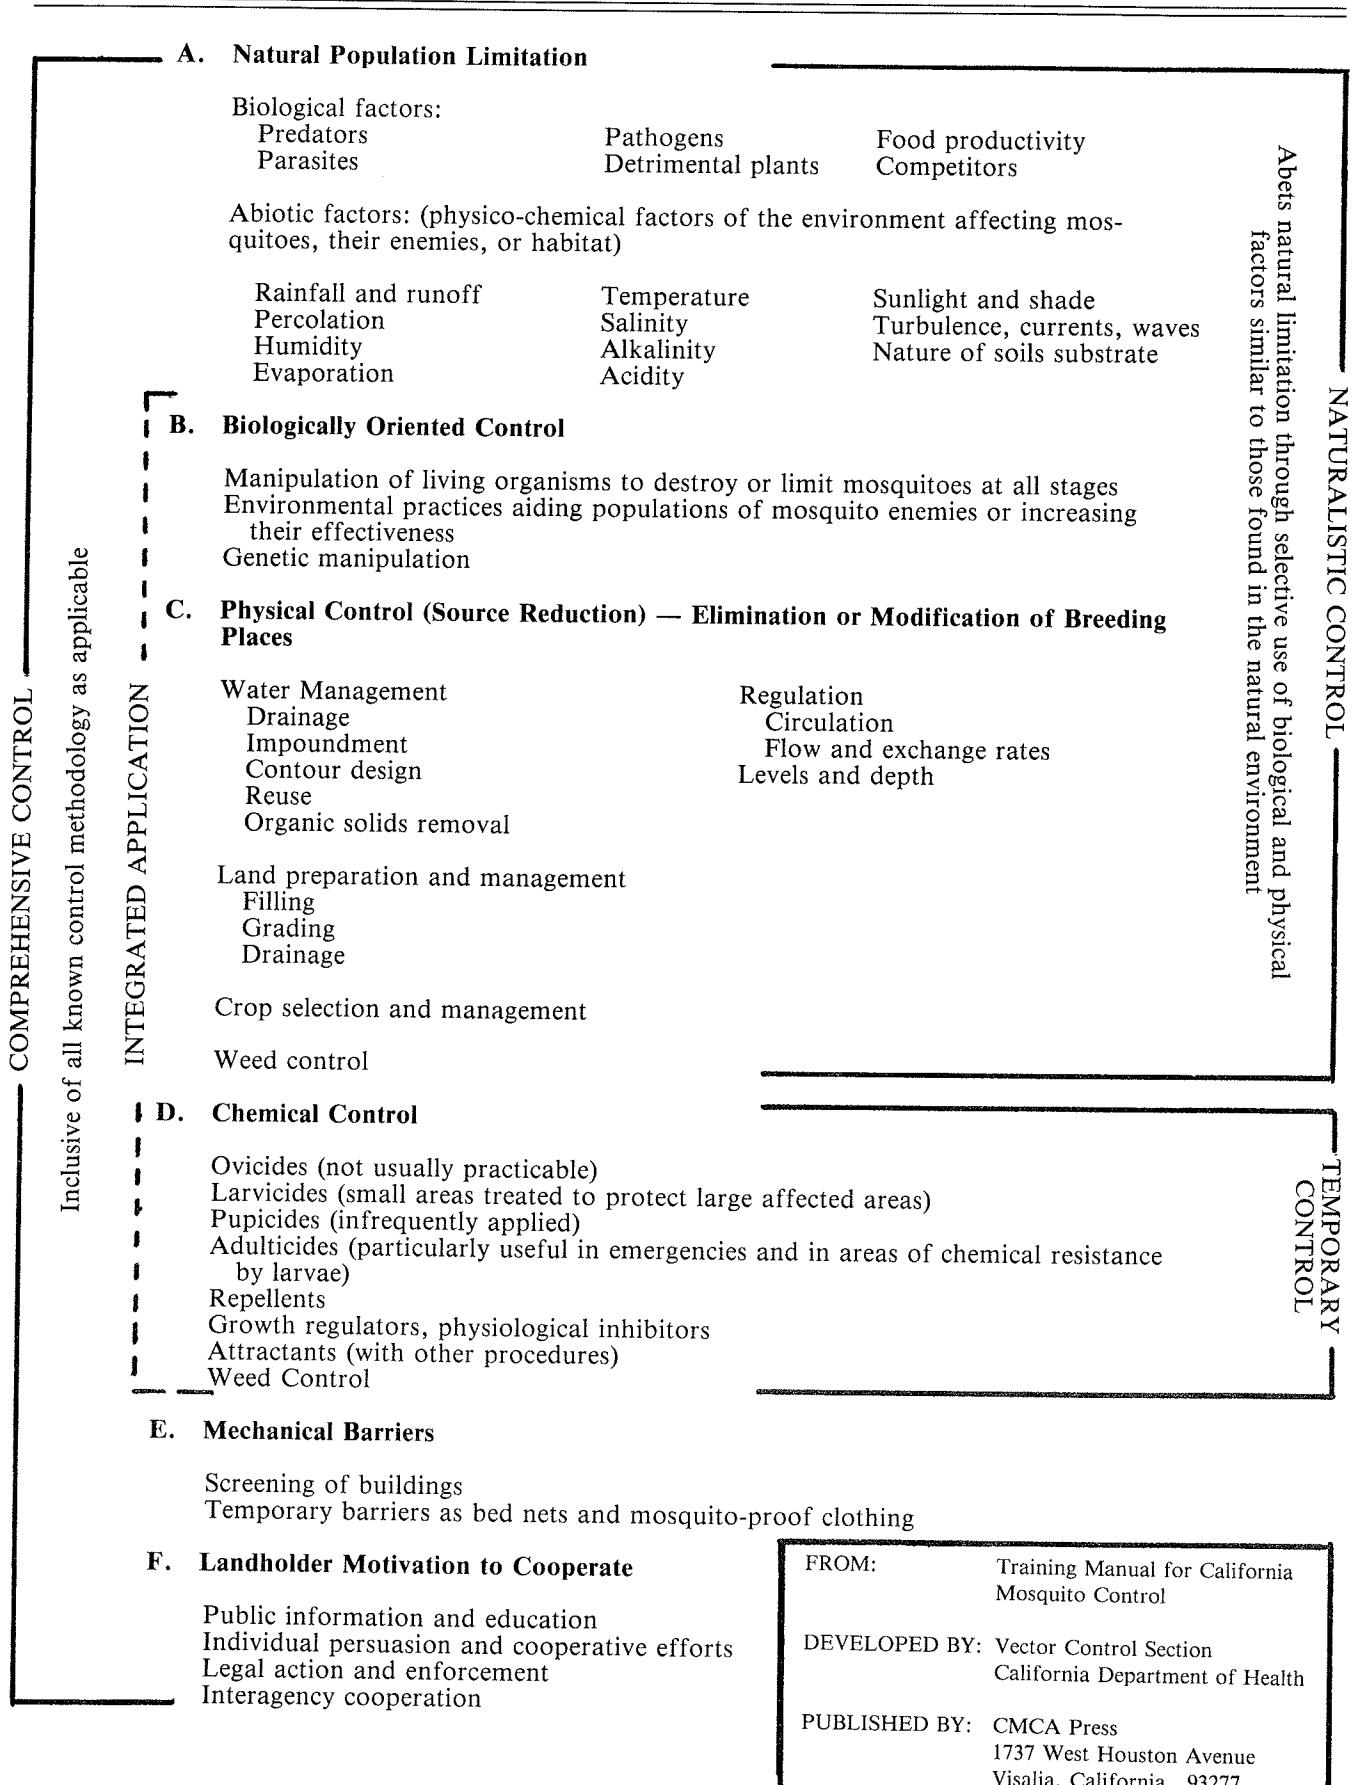 A. Natural Population Limitation
Biological factors:
Predators Pathogens Food productivity
Parasites Detrimental plants Competitors
Abiotic factors: (physico-chemical factors of the environment affecting mos-
quitoes, their enemies, or habitat)
Rainfall and runoff Temperature Sunlight and shade
Percolation Salinity Turbulence, currents, waves
Humidity Alkalinity Nature of soils substrate
Evaporation Acidity
B. Biologically Oriented Control
Manipulation of living organisms to destroy or limit mosquitoes at all stages
Environmental practices aiding populations of mosquito enemies or increasing
their effectiveness
Genetic manipulation
C. Physical Control (Source Reduction) — Elimination or Modification of Breeding
Places
Water Management Regulation
Drainage Circulation
Impoundment Flow and exchange rates
Contour design Levels and depth
Reuse
Organic solids removal
Land preparation and management
Filling
Grading
Drainage
Crop selection and management
Weed control
D. Chemical Control
Ovicides (not usually practicable)
Larvicides (small areas treated to protect large affected areas)
Pupicides (infrequently applied)
Adulticides (particularly useful in emergencies and in areas of chemical resistance
by larvae)
Repellents
Growth regulators, physiological inhibitors
Attractants (with other procedures)
Weed Control
E. Mechanical Barriers
Screening of buildings
Temporary barriers as bed nets and mosquito-proof clothing
F. Landholder Motivation to Cooperate
Public information and education
Individual persuasion and cooperative efforts
Legal action and enforcement
Interagency cooperation
COMPREHENSIVE CONTROL
Inclusive of all known control methodology as applicable
INTEGRATED APPLICATION
NATURALISTIC CONTROL
Abets natural limitation through selective use of biological and physical
factors similar to those found in the natural environment
TEMPORARY
CONTROL
FROM: Training Manual for California
Mosquito Control
DEVELOPED BY: Vector Control Section
California Department of Health
PUBLISHED BY: CMCA Press
1737 West Houston Avenue
Visalia, California 93277